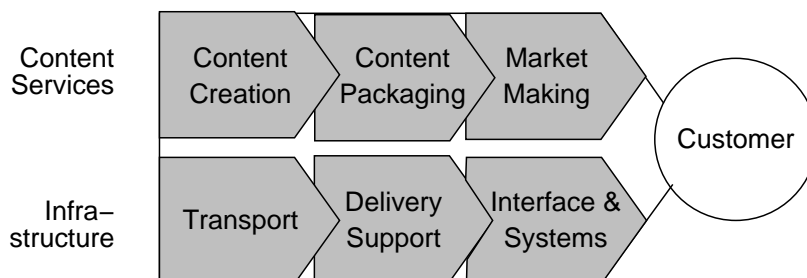 Content
Services
Content
Creation
Content
Packaging
Market
Making
Customer
Infra−
structure
Transport
Delivery
Support
Interface &
Systems